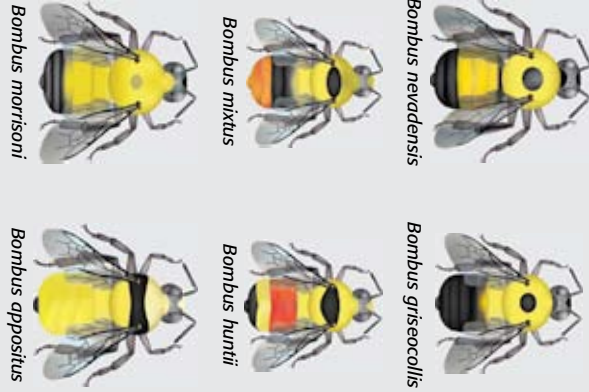 Bombus nevadensis
Bombus griseocollis
Bombus mixtus
Bombus huntii
Bombus morrisoni
Bombus appositus